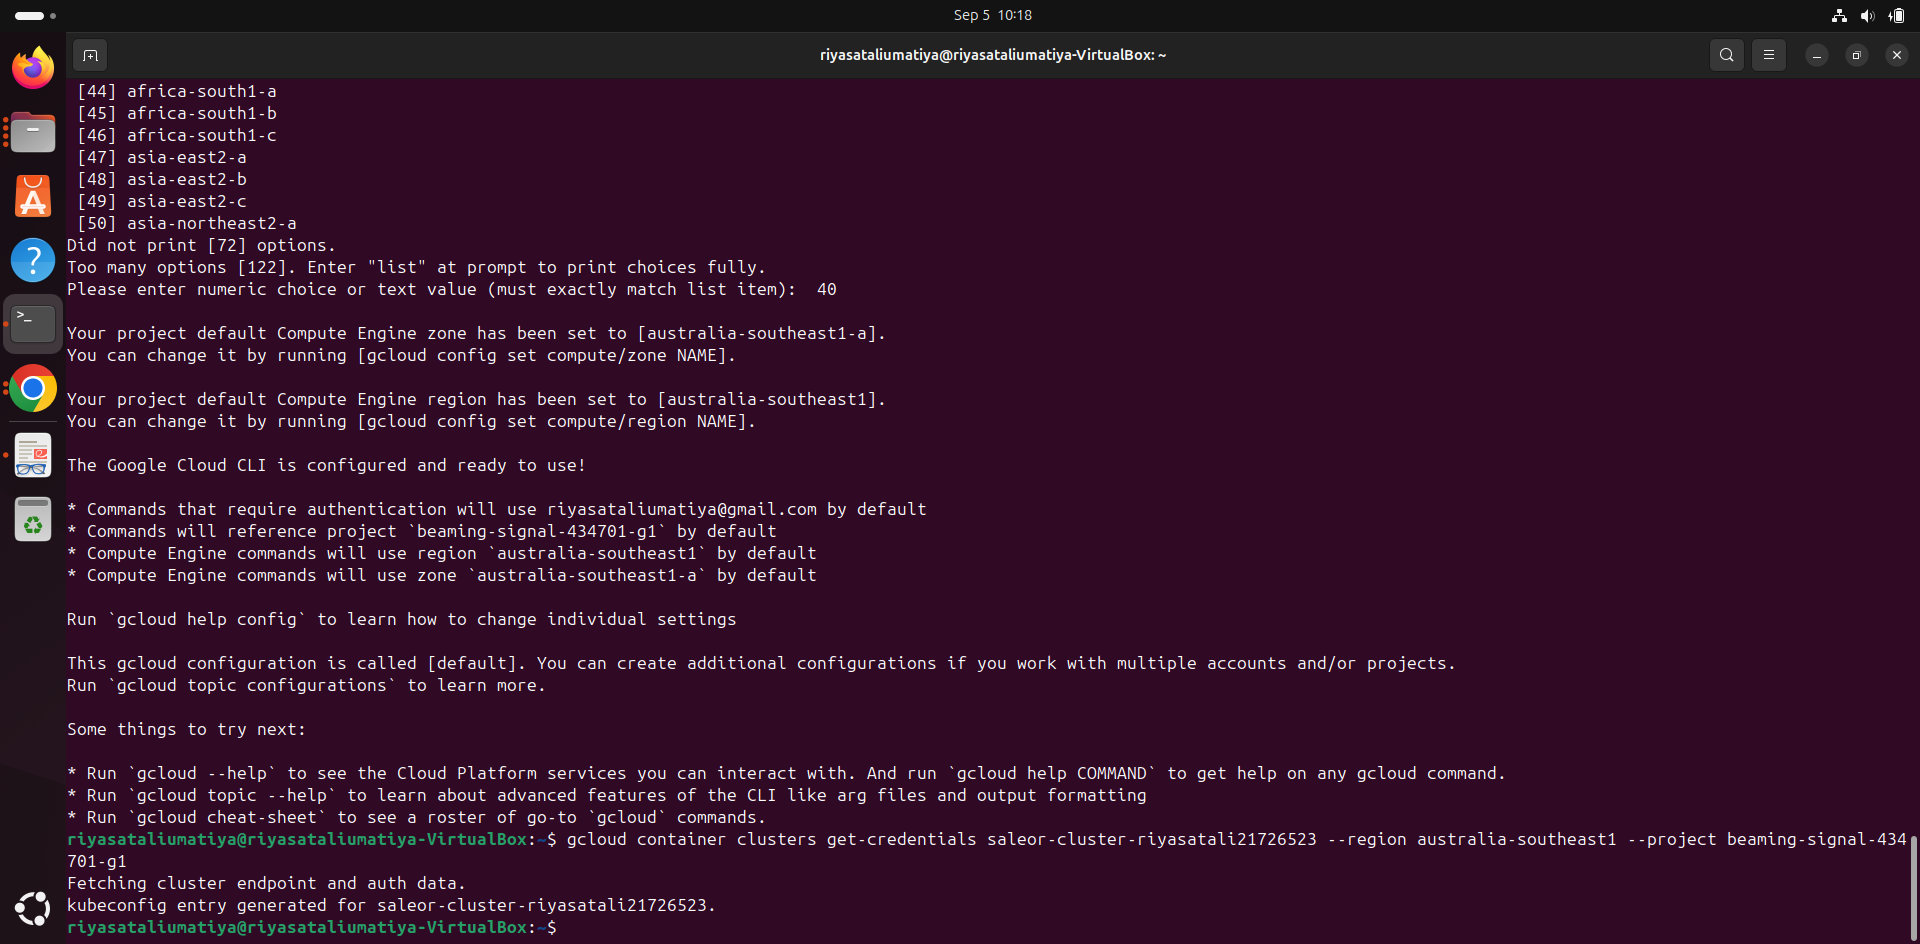 Sep 5  10:18
riyasataliumatiya@riyasataliumatiya-VirtualBox: ~
[44] africa-south1-a
[45] africa-south1-b
[46] africa-south1-c
[47] asia-east2-a
[48] asia-east2-b
[49] asia-east2-c
[50] asia-northeast2-a
Did not print [72] options.
Too many options [122]. Enter "list" at prompt to print choices fully.
Please enter numeric choice or text value (must exactly match list item):  40
Your project default Compute Engine zone has been set to [australia-southeast1-a].
You can change it by running [gcloud config set compute/zone NAME].
Your project default Compute Engine region has been set to [australia-southeast1].
You can change it by running [gcloud config set compute/region NAME].
The Google Cloud CLI is configured and ready to use!
* Commands that require authentication will use riyasataliumatiya@gmail.com by default
* Commands will reference project `beaming-signal-434701-g1` by default
* Compute Engine commands will use region `australia-southeast1` by default
* Compute Engine commands will use zone `australia-southeast1-a` by default
Run `gcloud help config` to learn how to change individual settings
This gcloud configuration is called [default]. You can create additional configurations if you work with multiple accounts and/or projects.
Run `gcloud topic configurations` to learn more.
Some things to try next:
* Run `gcloud --help` to see the Cloud Platform services you can interact with. And run `gcloud help COMMAND` to get help on any gcloud command.
* Run `gcloud topic --help` to learn about advanced features of the CLI like arg files and output formatting
* Run `gcloud cheat-sheet` to see a roster of go-to `gcloud` commands.
riyasataliumatiya@riyasataliumatiya-VirtualBox:~$ gcloud container clusters get-credentials saleor-cluster-riyasatali21726523 --region australia-southeast1 --project beaming-signal-434
701-g1
Fetching cluster endpoint and auth data.
kubeconfig entry generated for saleor-cluster-riyasatali21726523.
riyasataliumatiya@riyasataliumatiya-VirtualBox:~$